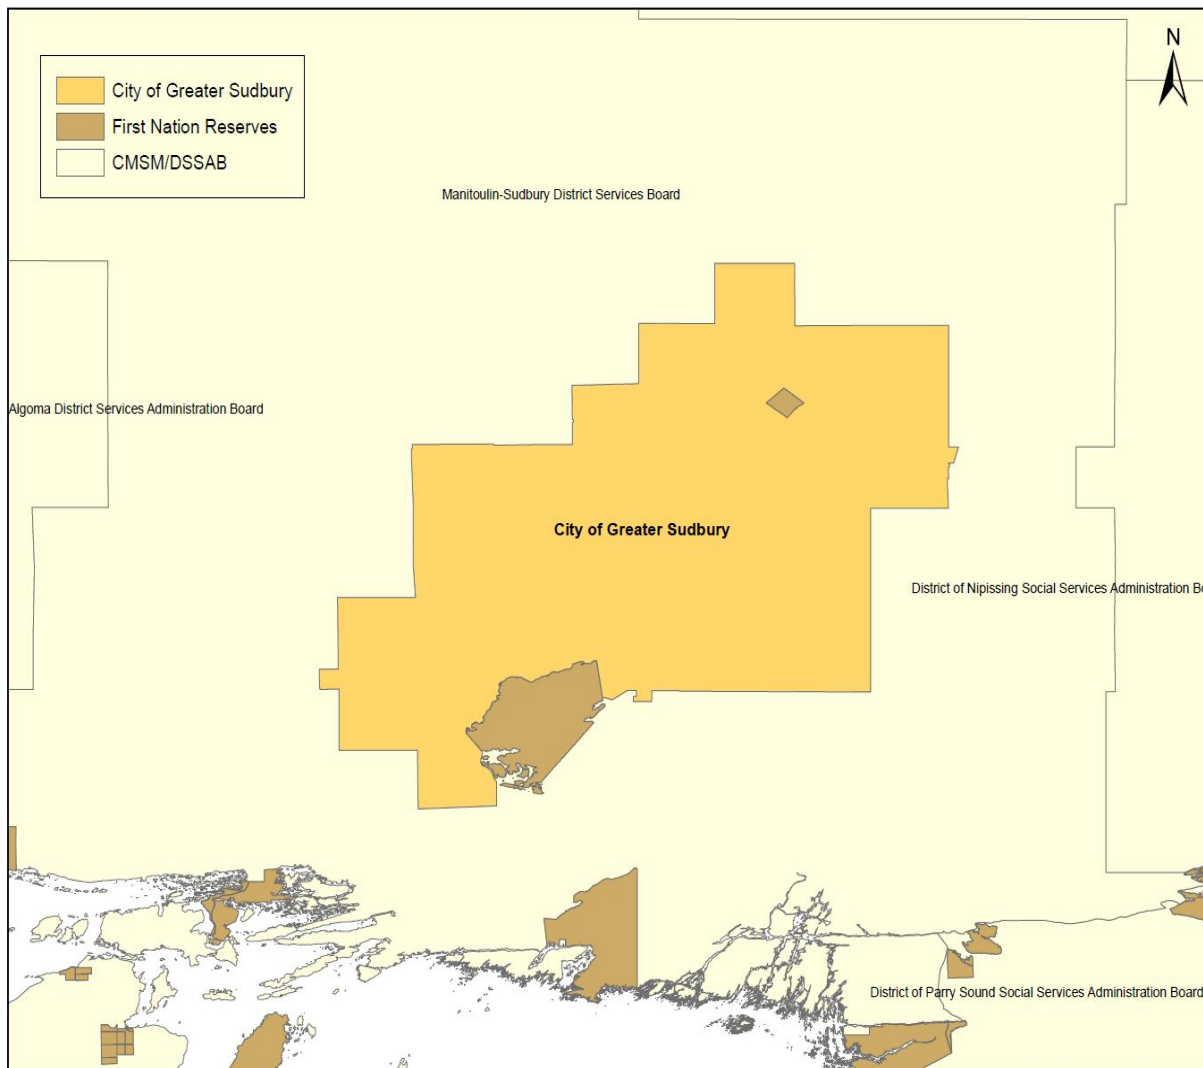 N
City of Greater Sudbury
First Nation Reserves
CMSM/DSSAB
Manitoulin-Sudbury District Services Board
Algoma District Services Administration Board
City of Greater Sudbury
District of Nipissing Social Services Administration Bo
District of Parry Sound Social Services Administration Board